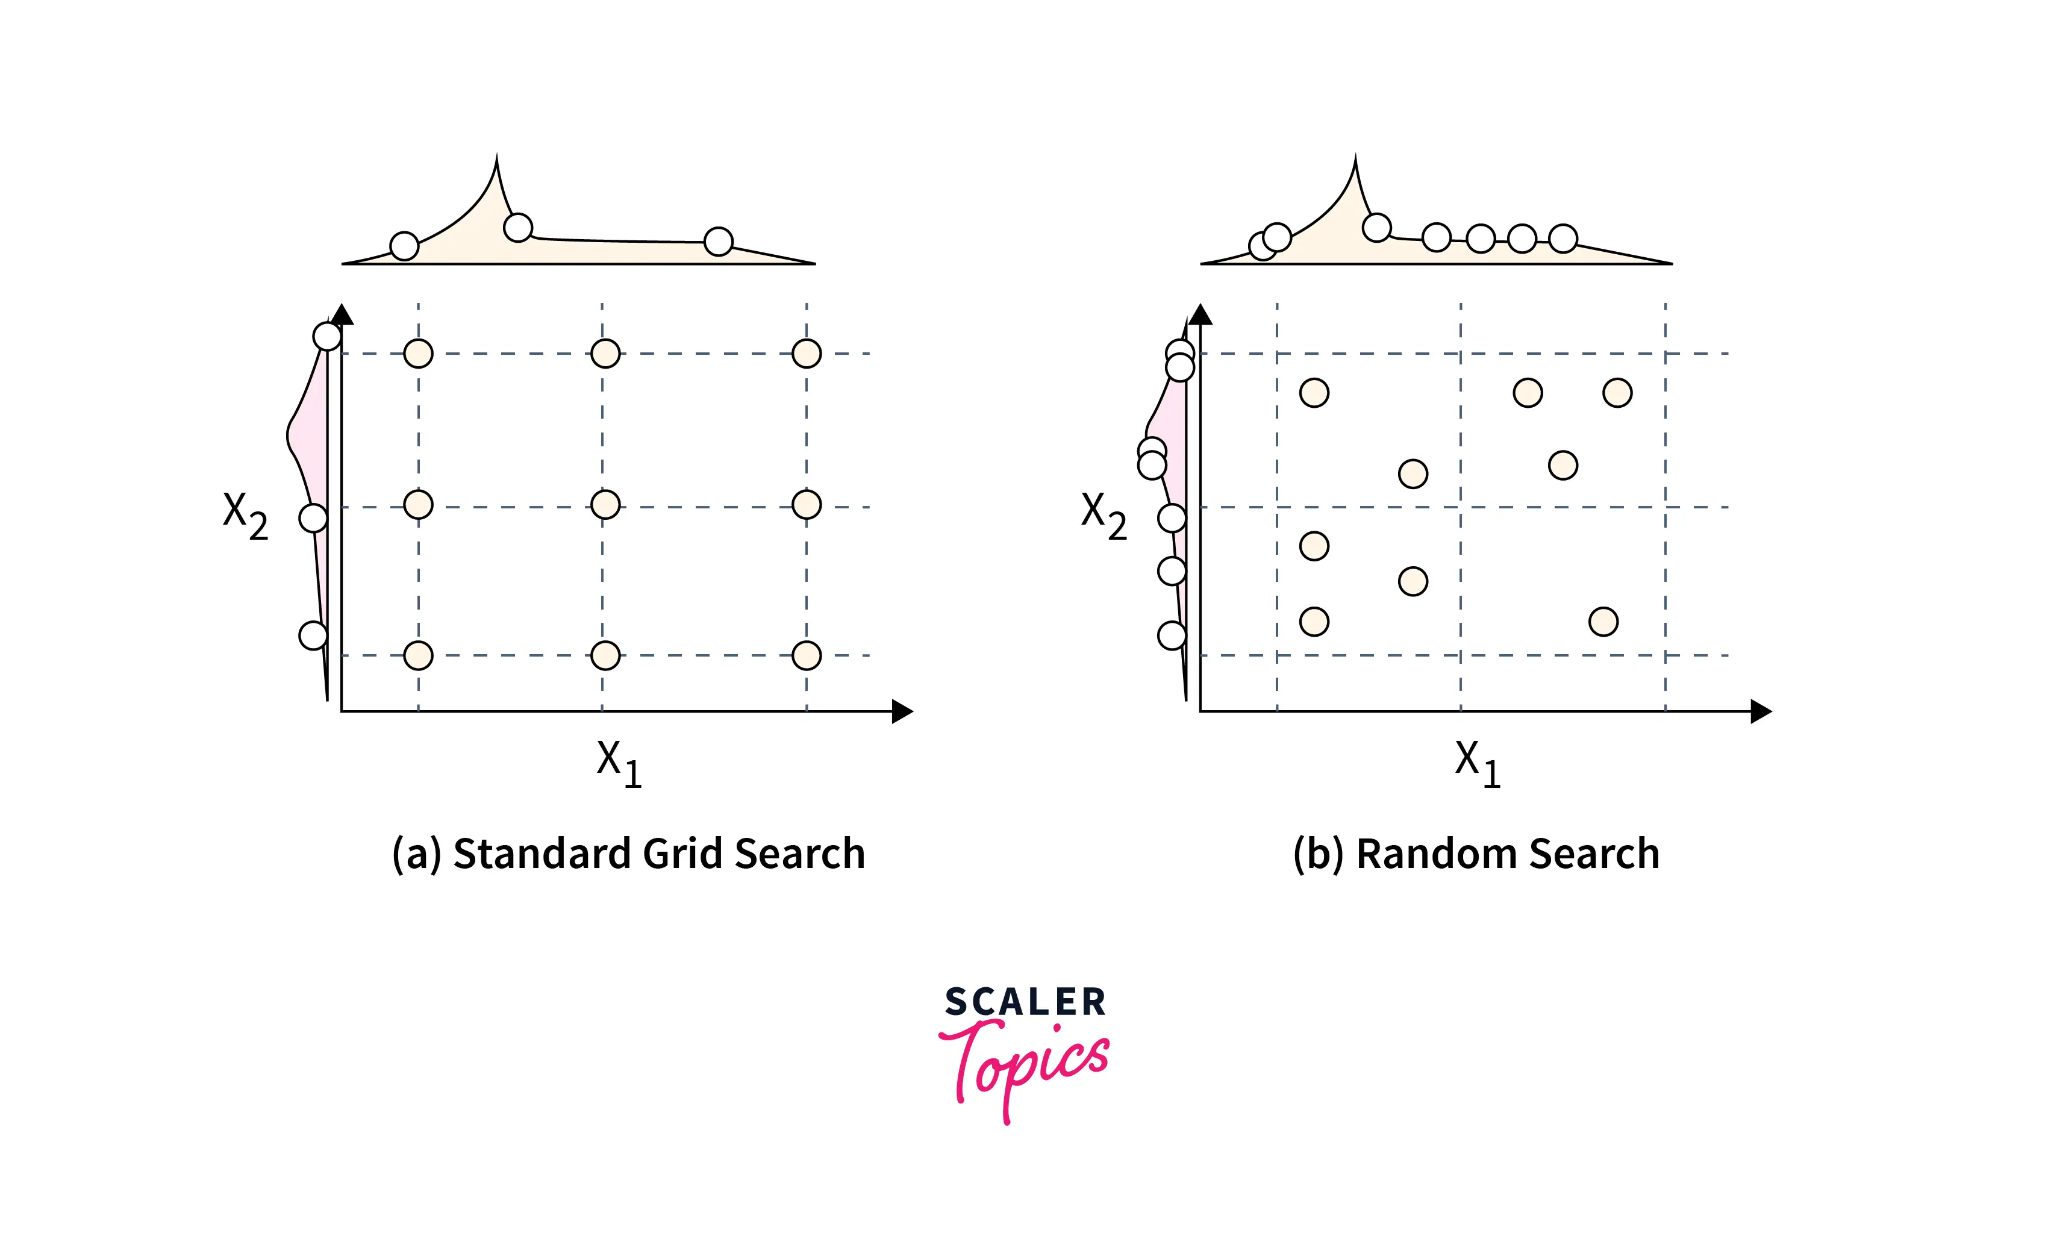 X₂
X₁
(a) Standard Grid Search
X₂
X₁
(b) Random Search
SCALER
Topics